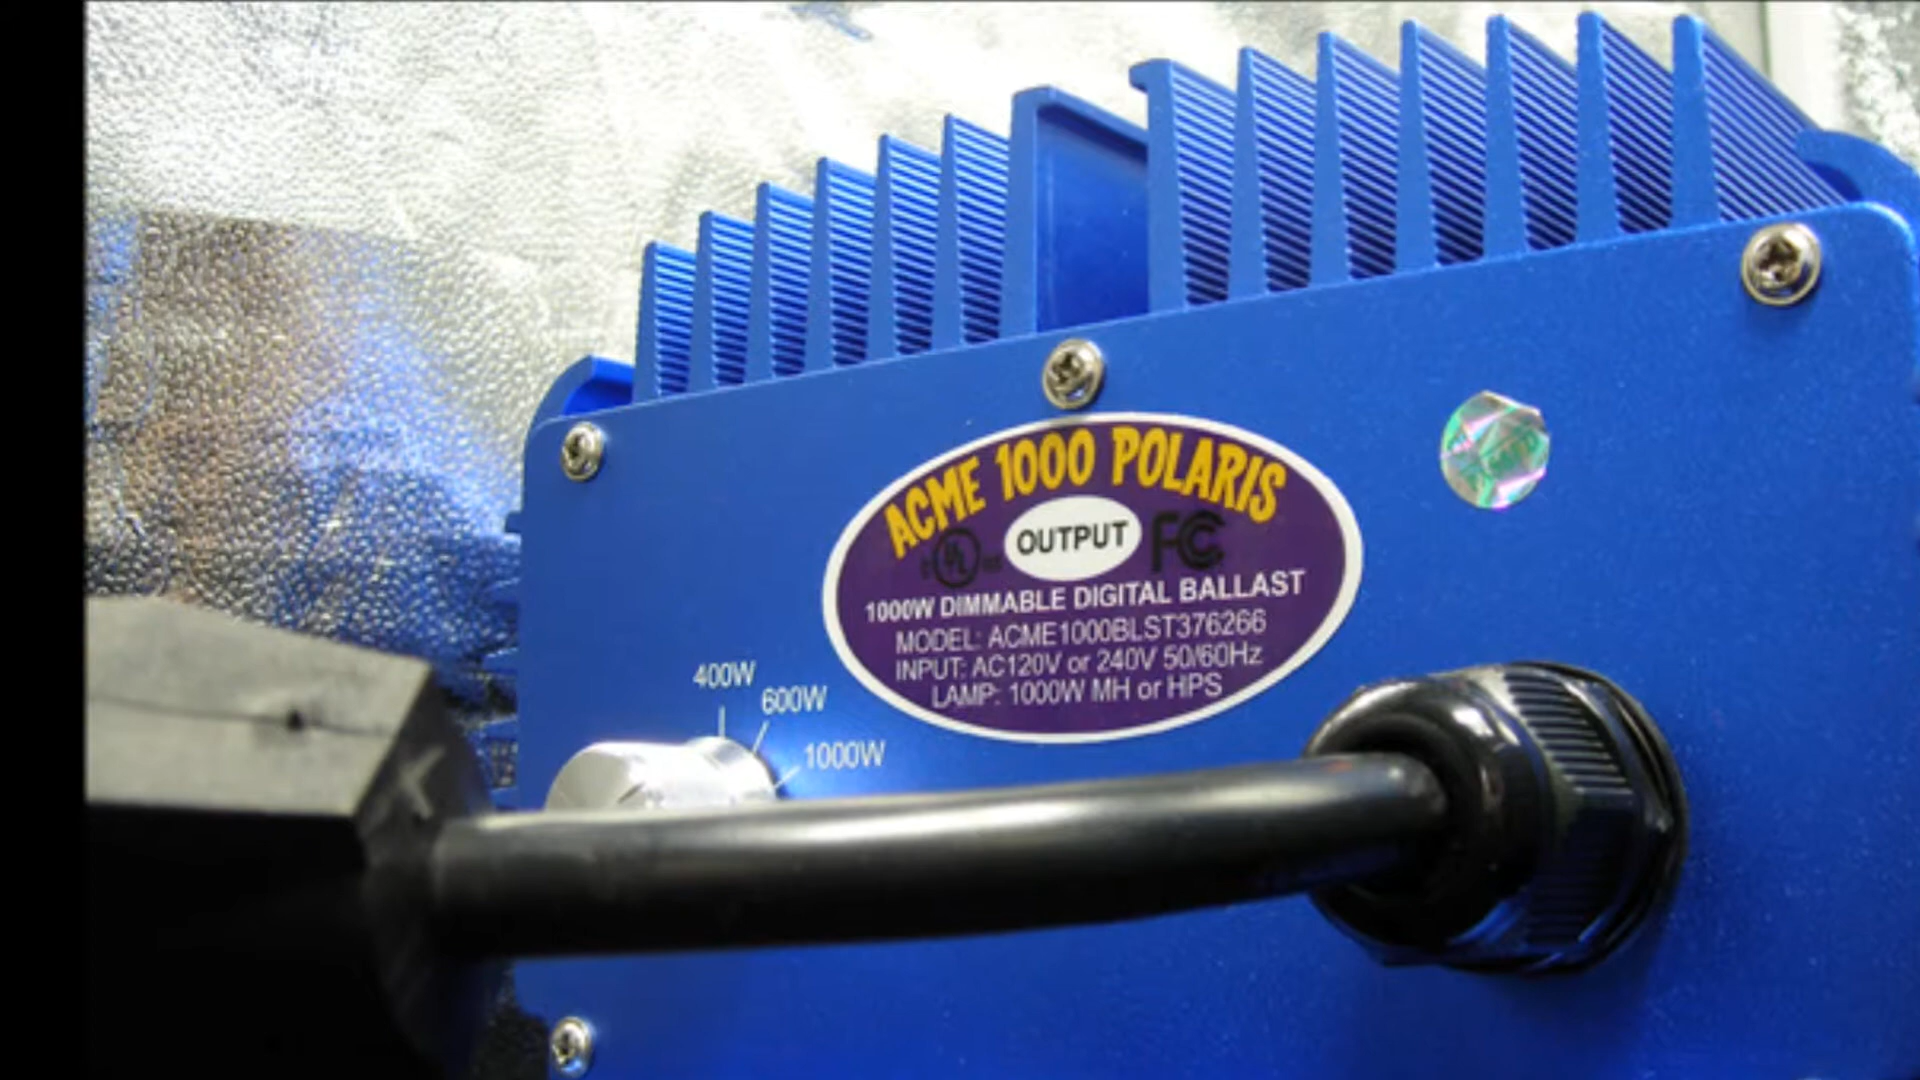 ACME 1000 POLARIS
UL
OUTPUT
FC
1000W DIMMABLE DIGITAL BALLAST
MODEL: ACME1000BLST376266
INPUT: AC120V or 240V 50/60Hz
LAMP: 1000W MH or HPS
400W
600W
1000W